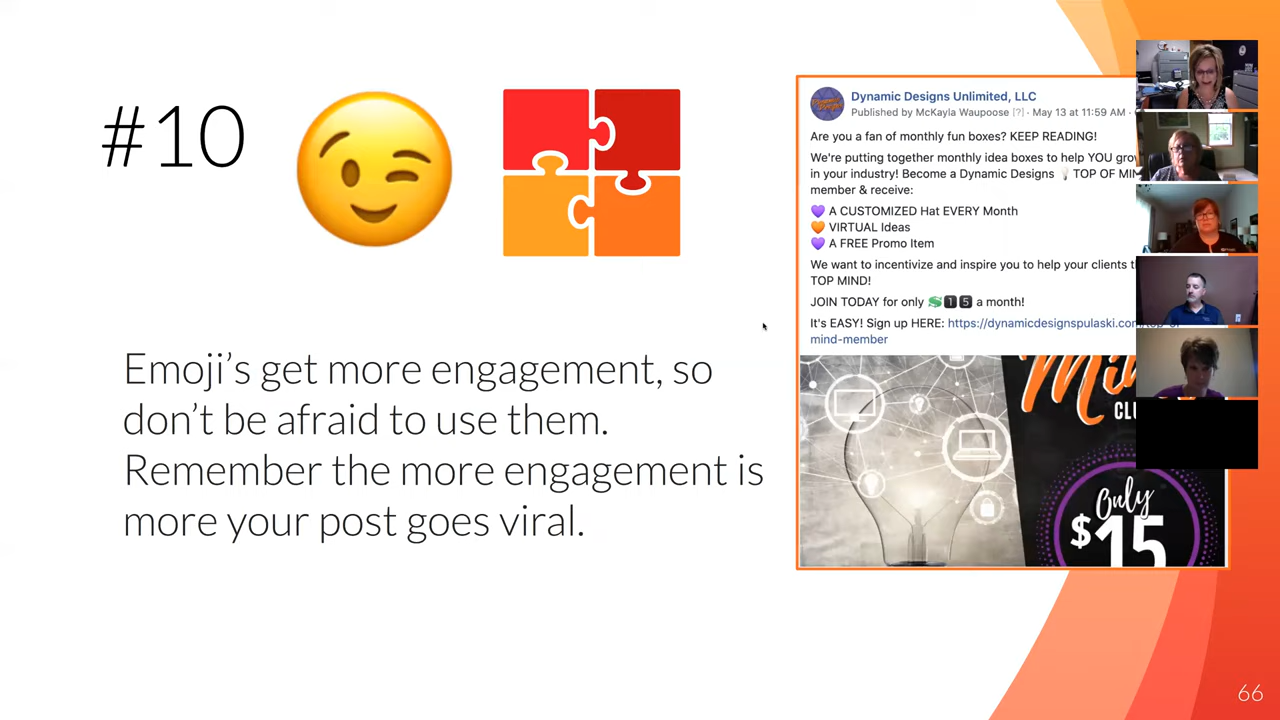 #10
Emoji's get more engagement, so
don't be afraid to use them.
Remember the more engagement is
more your post goes viral.
Dynamic Designs Unlimited, LLC
Published by McKayla Waupoose [?] · May 13 at 11:59 AM ·
Are you a fan of monthly fun boxes? KEEP READING!
We're putting together monthly idea boxes to help YOU
in your industry! Become a Dynamic Designs 💡 TOP OF
member & receive:
💜 A CUSTOMIZED Hat EVERY Month
🧡 VIRTUAL Ideas
💜 A FREE Promo Item
We want to incentivize and inspire you to help your clients
TOP MIND!
JOIN TODAY for only 💲1️⃣5️⃣ a month!
It's EASY! Sign up HERE: https://dynamicdesignspulaski.com/top-of-
mind-member
Only
$15
66